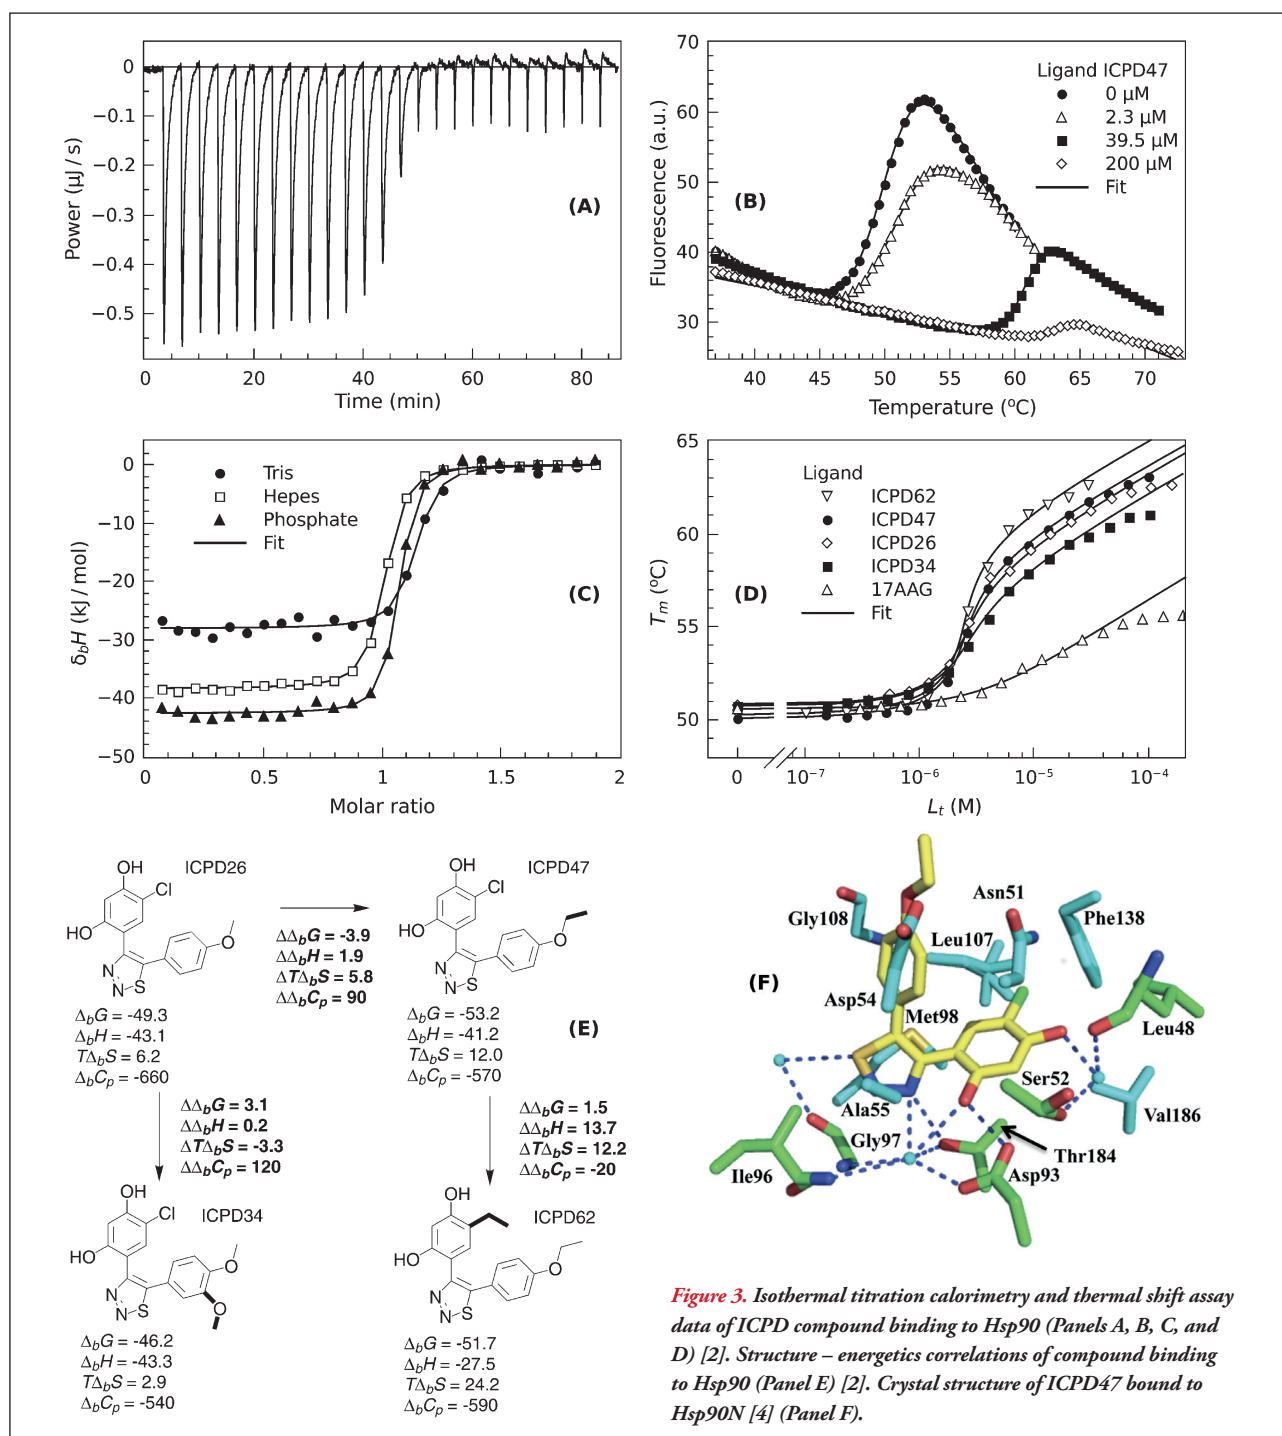 0
−0.1
−0.2
−0.3
−0.4
−0.5
Power (µJ / s)
(A)
0 10 20 30 40 50 60 70 80
Time (min)
70
60
50
40
30
Fluorescence (a.u.)
(B)
Ligand ICPD47
0 µM
2.3 µM
39.5 µM
200 µM
Fit
40 45 50 55 60 65 70
Temperature (°C)
0
−10
−20
−30
−40
−50
δbH (kJ / mol)
Tris
Hepes
Phosphate
Fit
(C)
0.5 1 1.5 2
Molar ratio
65
60
55
50
Tm (°C)
Ligand
ICPD62
ICPD47
ICPD26
ICPD34
17AAG
Fit
(D)
0 10⁻⁷ 10⁻⁶ 10⁻⁵ 10⁻⁴
Lt (M)
ICPD26
OH
Cl
HO
O
N
N
S
ΔbG = -49.3
ΔbH = -43.1
TΔbS = 6.2
ΔbCp = -660
ΔΔbG = -3.9
ΔΔbH = 1.9
ΔTΔbS = 5.8
ΔΔbCp = 90
ICPD47
OH
Cl
HO
O
N
N
S
ΔbG = -53.2
ΔbH = -41.2
TΔbS = 12.0
ΔbCp = -570
(E)
ΔΔbG = 3.1
ΔΔbH = 0.2
ΔTΔbS = -3.3
ΔΔbCp = 120
ΔΔbG = 1.5
ΔΔbH = 13.7
ΔTΔbS = 12.2
ΔΔbCp = -20
ICPD34
OH
Cl
HO
O
O
N
N
S
ΔbG = -46.2
ΔbH = -43.3
TΔbS = 2.9
ΔbCp = -540
ICPD62
OH
HO
O
N
N
S
ΔbG = -51.7
ΔbH = -27.5
TΔbS = 24.2
ΔbCp = -590
(F)
Gly108
Asn51
Phe138
Leu107
Asp54
Met98
Leu48
Ser52
Ala55
Val186
Gly97
Thr184
Ile96
Asp93
Figure 3. Isothermal titration calorimetry and thermal shift assay
data of ICPD compound binding to Hsp90 (Panels A, B, C, and
D) [2]. Structure – energetics correlations of compound binding
to Hsp90 (Panel E) [2]. Crystal structure of ICPD47 bound to
Hsp90N [4] (Panel F).